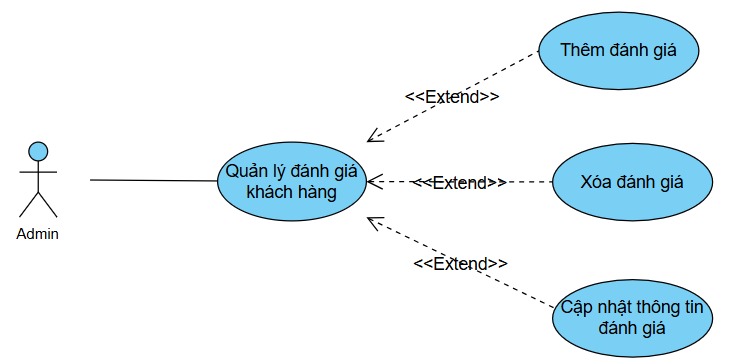 Thêm đánh giá
<<Extend>>
Quản lý đánh giá
khách hàng
<<Extend>>
Xóa đánh giá
Admin
<<Extend>>
Cập nhật thông tin
đánh giá